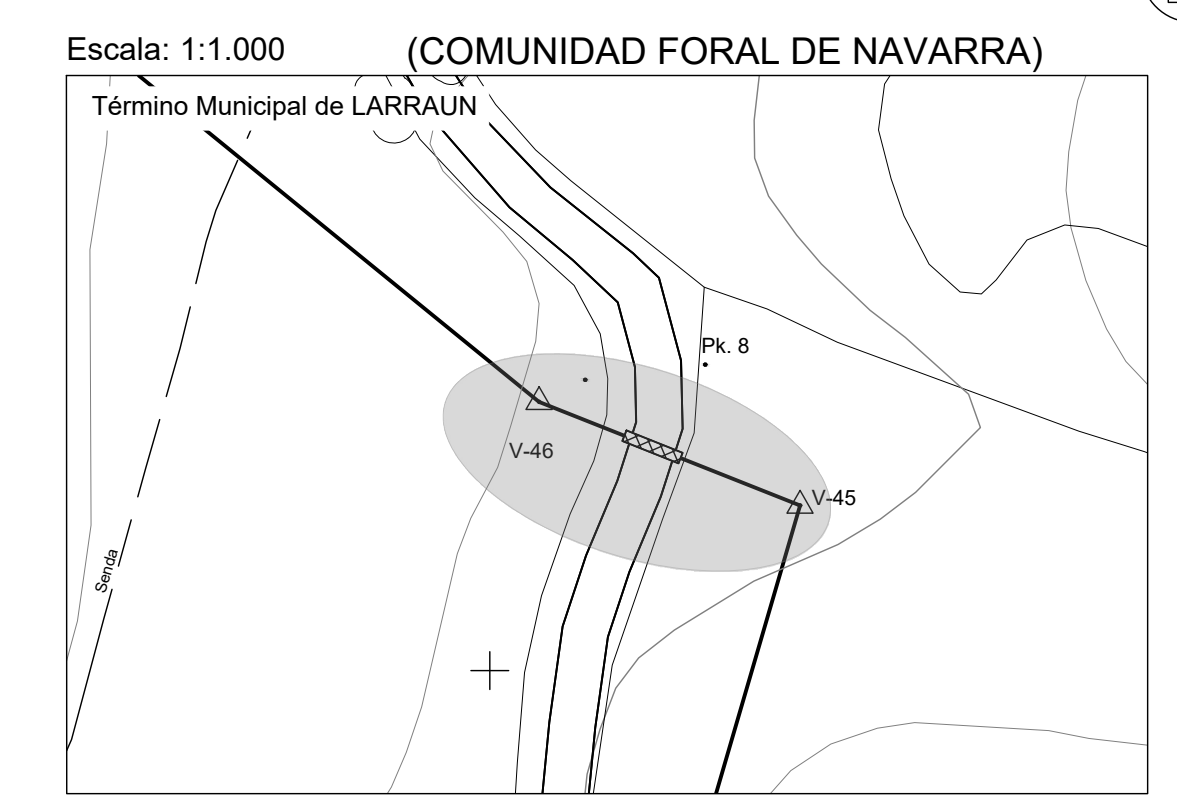 Escala: 1:1.000 (COMUNIDAD FORAL DE NAVARRA)
Término Municipal de LARRAUN
Pk. 8
V-46
V-45
Senda